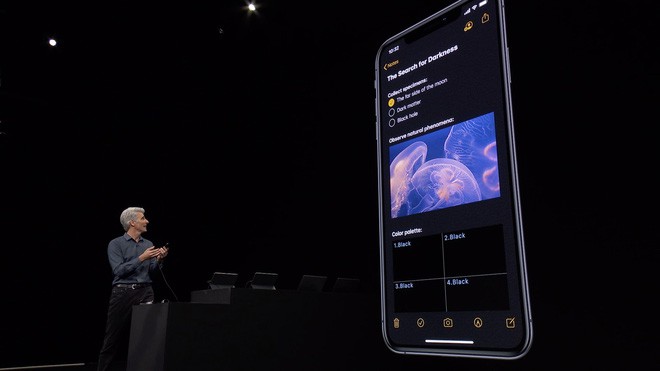 10:32
Notes
The Search for Darkness
Collect specimens:
The far side of the moon
Dark matter
Black hole
Observe natural phenomena:
Color palette:
1.Black
2.Black
3.Black
4.Black